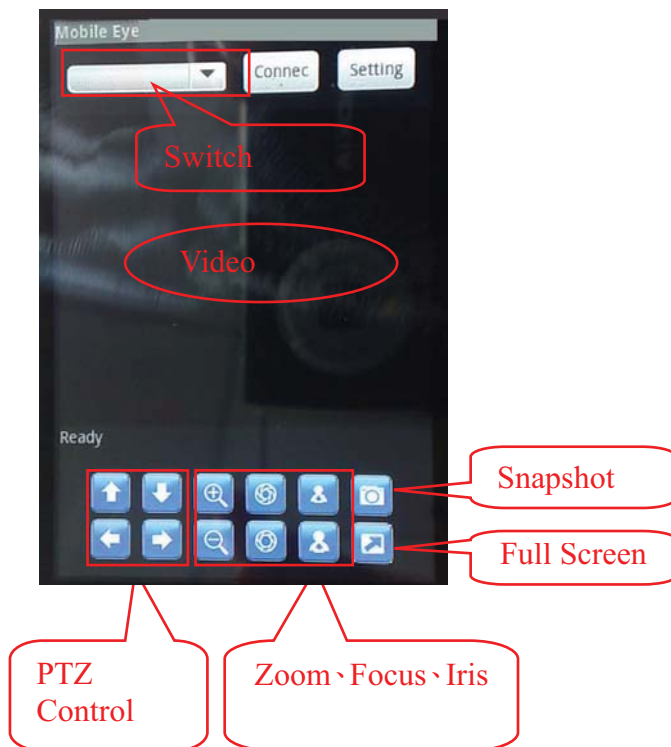 Mobile Eye
Connec
Setting
Switch
Video
Ready
Snapshot
Full Screen
PTZ
Control
Zoom、Focus、Iris